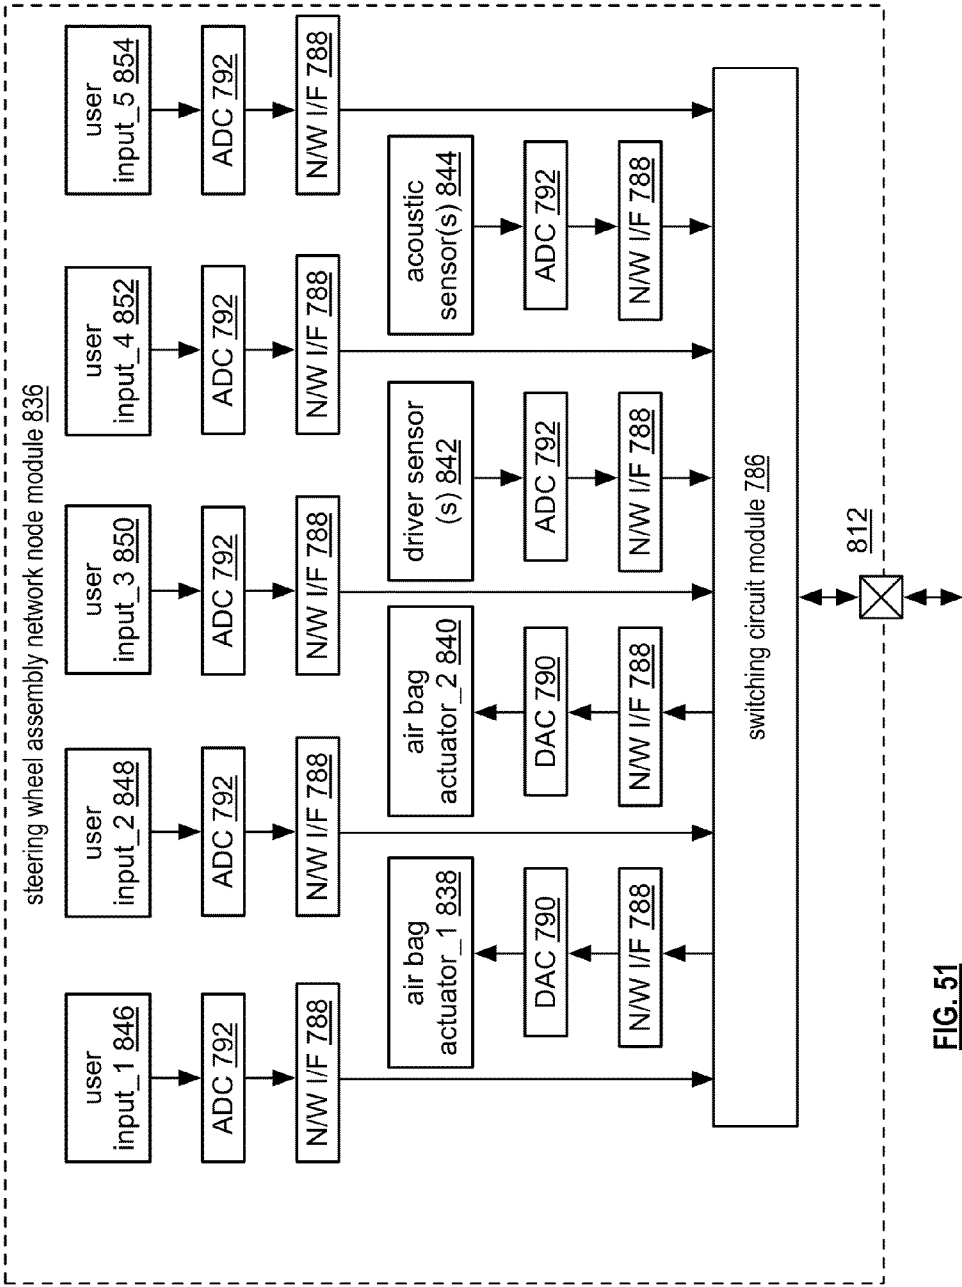 steering wheel assembly network node module 836
user
input_1 846
ADC 792
N/W I/F 788
user
input_2 848
ADC 792
N/W I/F 788
user
input_3 850
ADC 792
N/W I/F 788
user
input_4 852
ADC 792
N/W I/F 788
user
input_5 854
ADC 792
N/W I/F 788
air bag
actuator_1 838
DAC 790
N/W I/F 788
air bag
actuator_2 840
DAC 790
N/W I/F 788
driver sensor
(s) 842
ADC 792
N/W I/F 788
acoustic
sensor(s) 844
ADC 792
N/W I/F 788
switching circuit module 786
812
FIG. 51